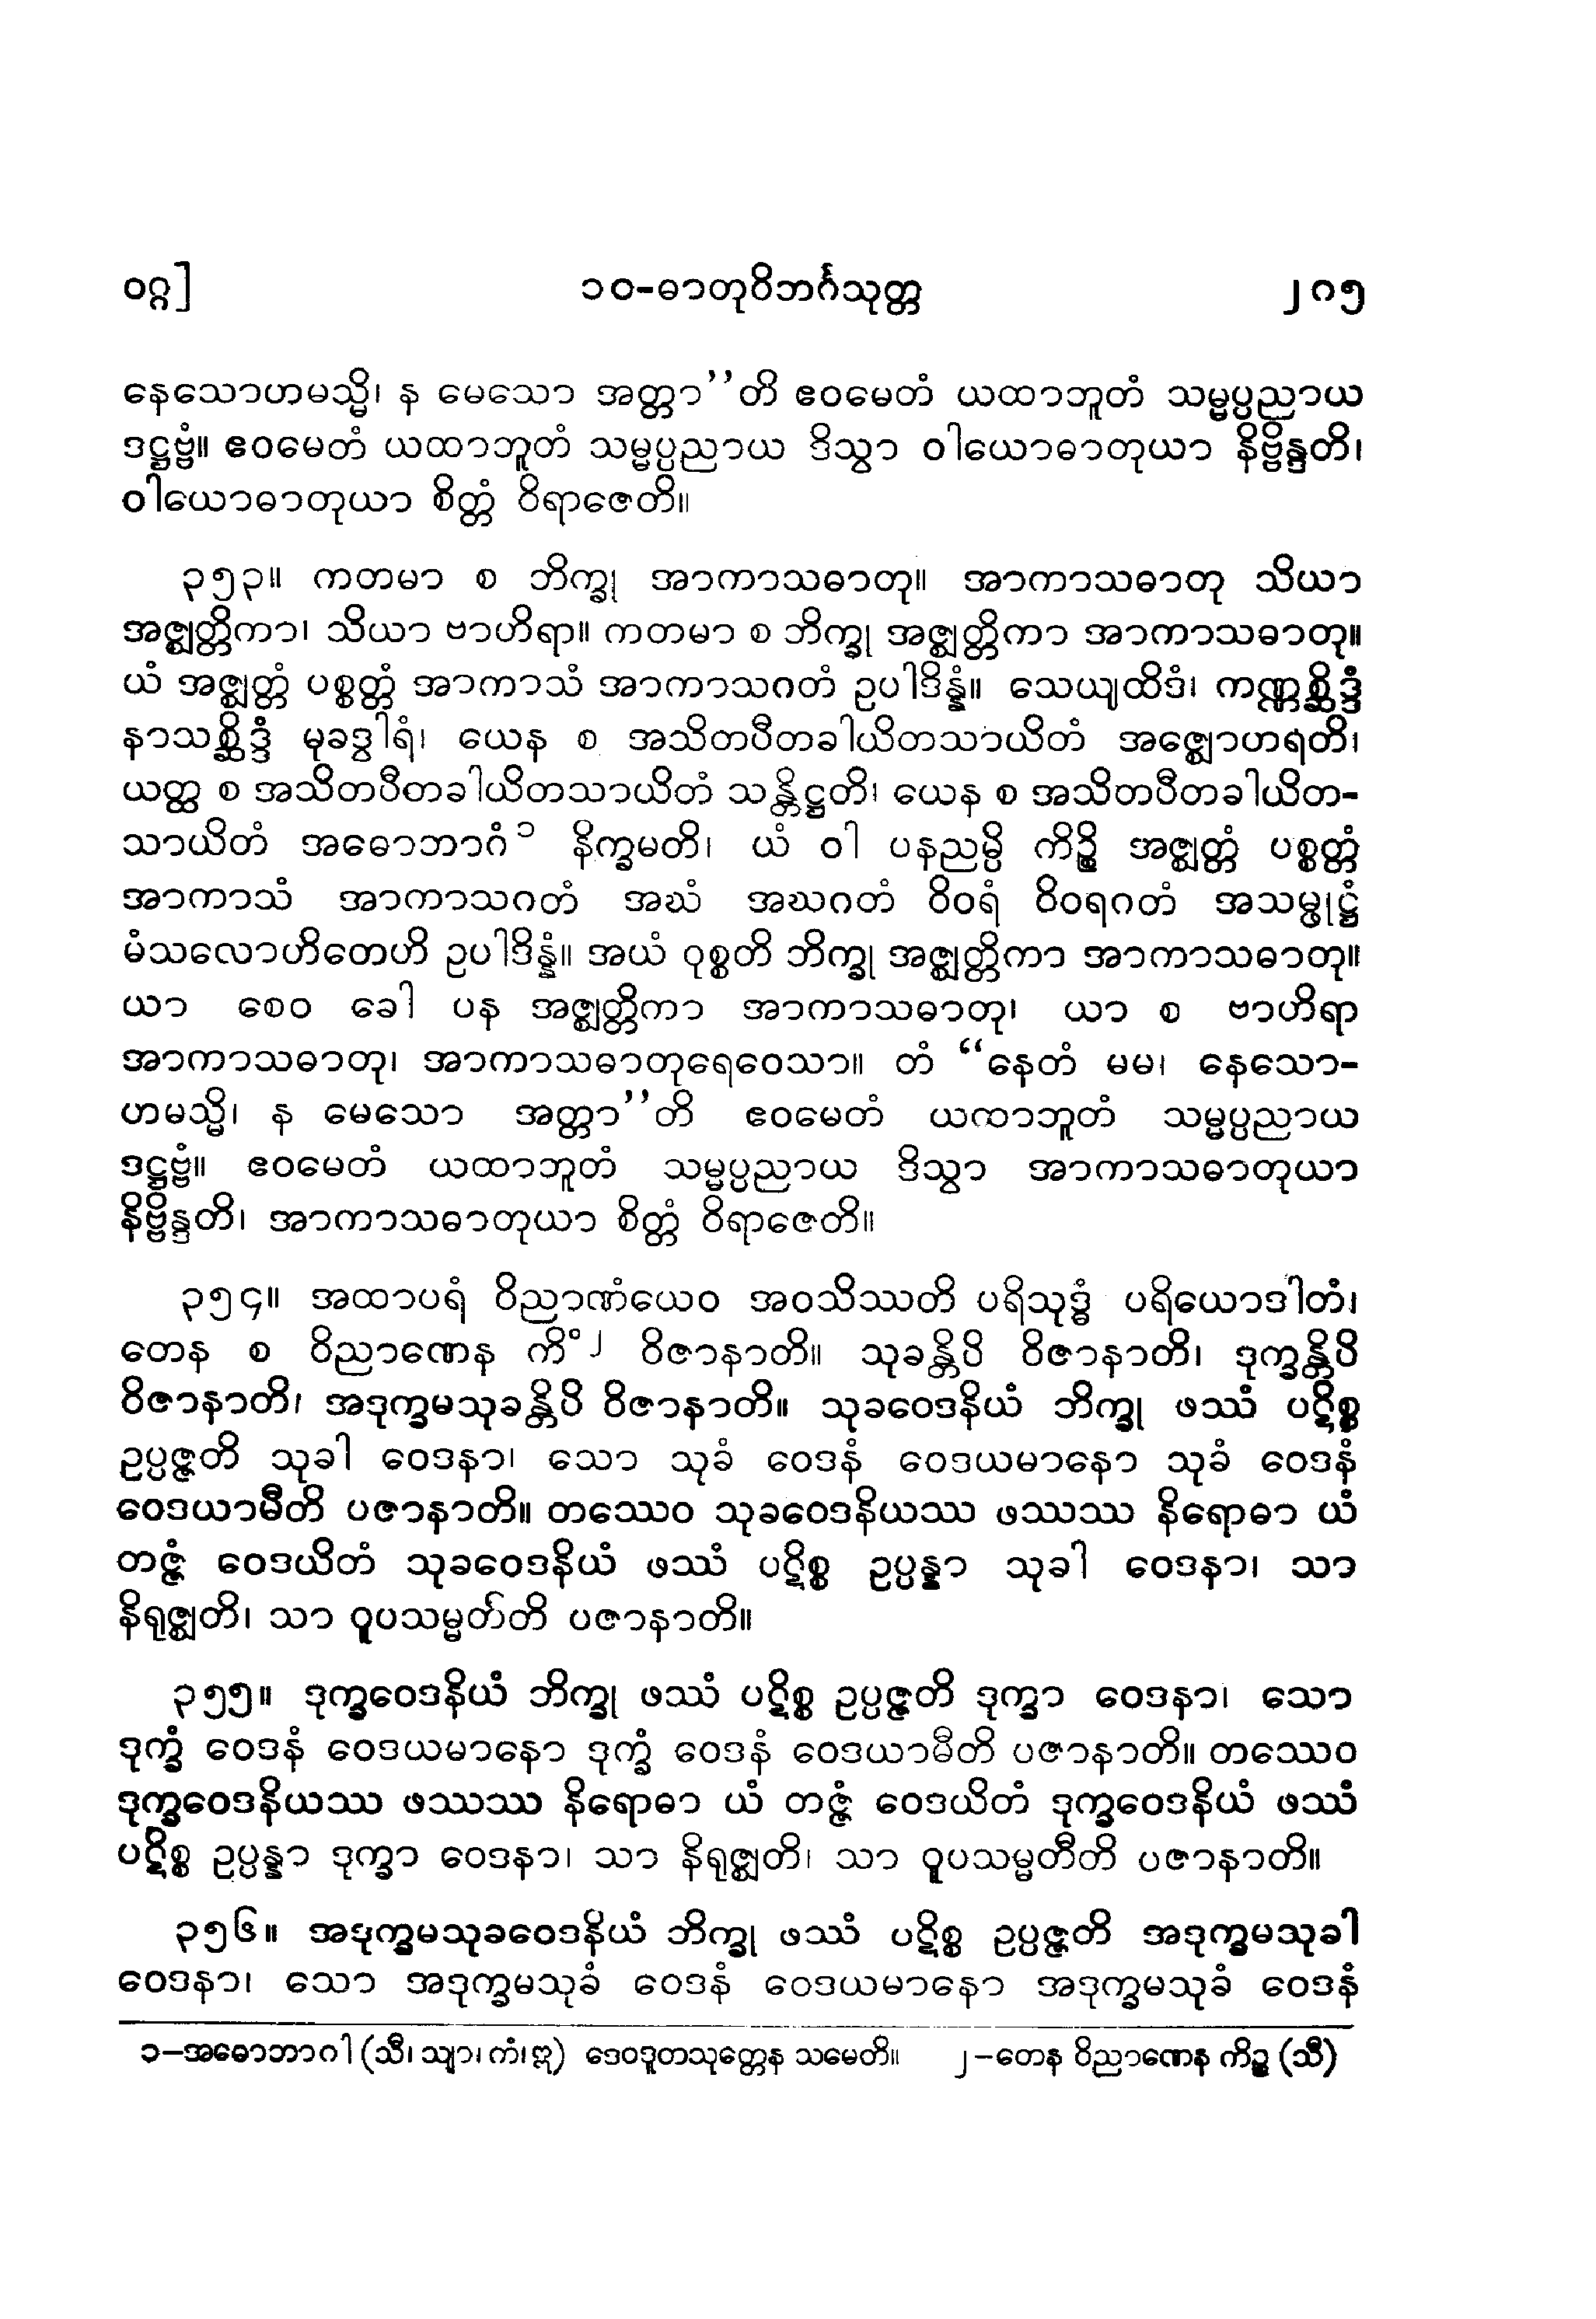 ဝဂ္ဂ] ၁၀-ဓာတုဝိဘင်္ဂသုတ္တ ၂၈၅
နေသောဟမသ္မိ၊ န မေသော အတ္တာ’’တိ ဧဝမေတံ ယထာဘူတံ သမ္မပ္ပညာယ
ဒဋ္ဌဗ္ဗံ။ ဧဝမေတံ ယထာဘူတံ သမ္မပ္ပညာယ ဒိသွာ ဝါယောဓာတုယာ နိဗ္ဗိန္ဒတိ၊
ဝါယောဓာတုယာ စိတ္တံ ဝိရာဇေတိ။
၃၅၃။ ကတမာ စ ဘိက္ခု အာကာသဓာတု။ အာကာသဓာတု သိယာ
အဇ္ဈတ္တိကာ၊ သိယာ ဗာဟိရာ။ ကတမာ စ ဘိက္ခု အဇ္ဈတ္တိကာ အာကာသဓာတု။
ယံ အဇ္ဈတ္တံ ပစ္စတ္တံ အာကာသံ အာကာသဂတံ ဥပါဒိန္နံ။ သေယျထိဒံ၊ ကဏ္ဏစ္ဆိဒ္ဒံ
နာသစ္ဆိဒ္ဒံ မုခဒွါရံ၊ ယေန စ အသိတပီတခါယိတသာယိတံ အဇ္ဈောဟရတိ၊
ယတ္ထ စ အသိတပီတခါယိတသာယိတံ သန္တိဋ္ဌတိ၊ ယေန စ အသိတပီတခါယိတ-
သာယိတံ အဓောဘာဂံ၁ နိက္ခမတိ၊ ယံ ဝါ ပနညမ္ပိ ကိဉ္စိ အဇ္ဈတ္တံ ပစ္စတ္တံ
အာကာသံ အာကာသဂတံ အဃံ အဃဂတံ ဝိဝရံ ဝိဝရဂတံ အသမ္ဖုဋ္ဌံ
မံသလောဟိတေဟိ ဥပါဒိန္နံ။ အယံ ဝုစ္စတိ ဘိက္ခု အဇ္ဈတ္တိကာ အာကာသဓာတု။
ယာ စေဝ ခေါ ပန အဇ္ဈတ္တိကာ အာကာသဓာတု၊ ယာ စ ဗာဟိရာ
အာကာသဓာတု၊ အာကာသဓာတုရေဝေသာ။ တံ “နေတံ မမ၊ နေသော-
ဟမသ္မိ၊ န မေသော အတ္တာ’’တိ ဧဝမေတံ ယထာဘူတံ သမ္မပ္ပညာယ
ဒဋ္ဌဗ္ဗံ။ ဧဝမေတံ ယထာဘူတံ သမ္မပ္ပညာယ ဒိသွာ အာကာသဓာတုယာ
နိဗ္ဗိန္ဒတိ၊ အာကာသဓာတုယာ စိတ္တံ ဝိရာဇေတိ။
၃၅၄။ အထာပရံ ဝိညာဏံယေဝ အဝသိဿတိ ပရိသုဒ္ဓံ ပရိယောဒါတံ၊
တေန စ ဝိညာဏေန ကိံ၂ ဝိဇာနာတိ။ သုခန္တိပိ ဝိဇာနာတိ၊ ဒုက္ခန္တိပိ
ဝိဇာနာတိ၊ အဒုက္ခမသုခန္တိပိ ဝိဇာနာတိ။ သုခဝေဒနိယံ ဘိက္ခု ဖဿံ ပဋိစ္စ
ဥပ္ပဇ္ဇတိ သုခါ ဝေဒနာ၊ သော သုခံ ဝေဒနံ ဝေဒယမာနော သုခံ ဝေဒနံ
ဝေဒယာမီတိ ပဇာနာတိ။ တဿေဝ သုခဝေဒနိယဿ ဖဿဿ နိရောဓာ ယံ
တဇ္ဇံ ဝေဒယိတံ သုခဝေဒနိယံ ဖဿံ ပဋိစ္စ ဥပ္ပန္နာ သုခါ ဝေဒနာ၊ သာ
နိရုဇ္ဈတိ၊ သာ ဝူပသမ္မတီတိ ပဇာနာတိ။
၃၅၅။ ဒုက္ခဝေဒနိယံ ဘိက္ခု ဖဿံ ပဋိစ္စ ဥပ္ပဇ္ဇတိ ဒုက္ခာ ဝေဒနာ၊ သော
ဒုက္ခံ ဝေဒနံ ဝေဒယမာနော ဒုက္ခံ ဝေဒနံ ဝေဒယာမီတိ ပဇာနာတိ။ တဿေဝ
ဒုက္ခဝေဒနိယဿ ဖဿဿ နိရောဓာ ယံ တဇ္ဇံ ဝေဒယိတံ ဒုက္ခဝေဒနိယံ ဖဿံ
ပဋိစ္စ ဥပ္ပန္နာ ဒုက္ခာ ဝေဒနာ၊ သာ နိရုဇ္ဈတိ၊ သာ ဝူပသမ္မတီတိ ပဇာနာတိ။
၃၅၆။ အဒုက္ခမသုခဝေဒနိယံ ဘိက္ခု ဖဿံ ပဋိစ္စ ဥပ္ပဇ္ဇတိ အဒုက္ခမသုခါ
ဝေဒနာ၊ သော အဒုက္ခမသုခံ ဝေဒနံ ဝေဒယမာနော အဒုက္ခမသုခံ ဝေဒနံ
၁-အဓောဘာဂါ (သီ၊ သျာ၊ ကံ၊ ဣ) ဒေဝဒူတသုတ္တေန သမေတိ။ ၂-တေန ဝိညာဏေန ကိဉ္စ (သီ)